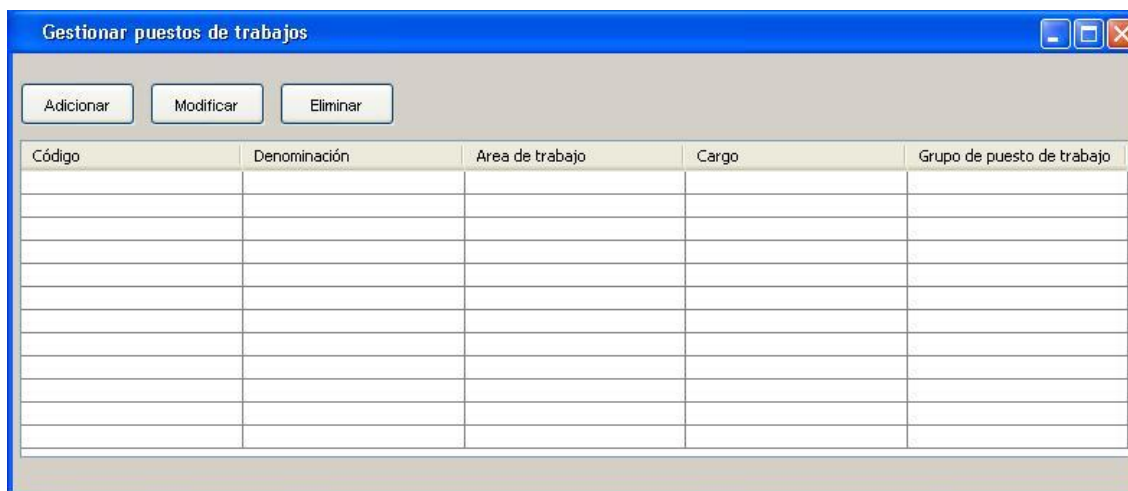 Gestionar puestos de trabajos
Adicionar Modificar Eliminar
Código Denominación Area de trabajo Cargo Grupo de puesto de trabajo